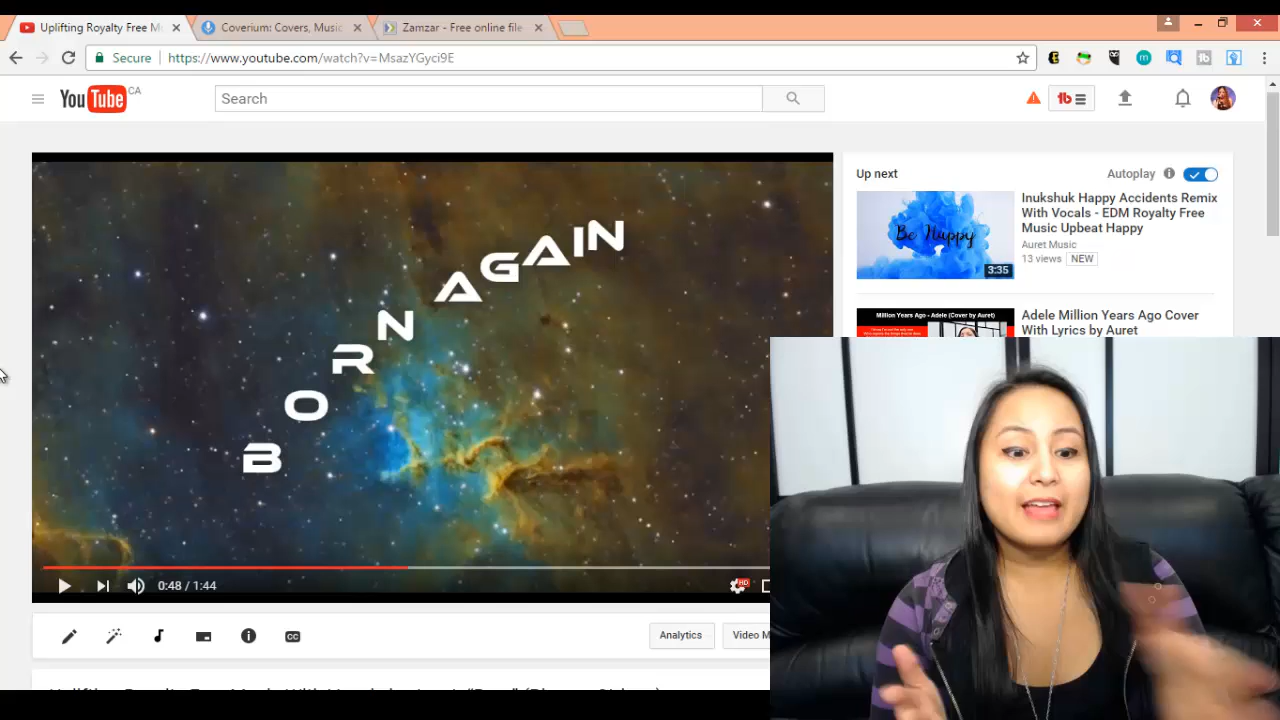 Uplifting Royalty Free M
Coverium: Covers, Music
Zamzar - Free online file
Secure
https://www.youtube.com/watch?v=MsazYGyci9E
YouTube CA
Search
BORN AGAIN
0:48 / 1:44
HD
CC
Analytics
Video M
Up next
Autoplay
Be Happy
3:35
Inukshuk Happy Accidents Remix
With Vocals - EDM Royalty Free
Music Upbeat Happy
Auret Music
13 views NEW
Million Years Ago - Adele (Cover by Auret)
Adele Million Years Ago Cover
With Lyrics by Auret